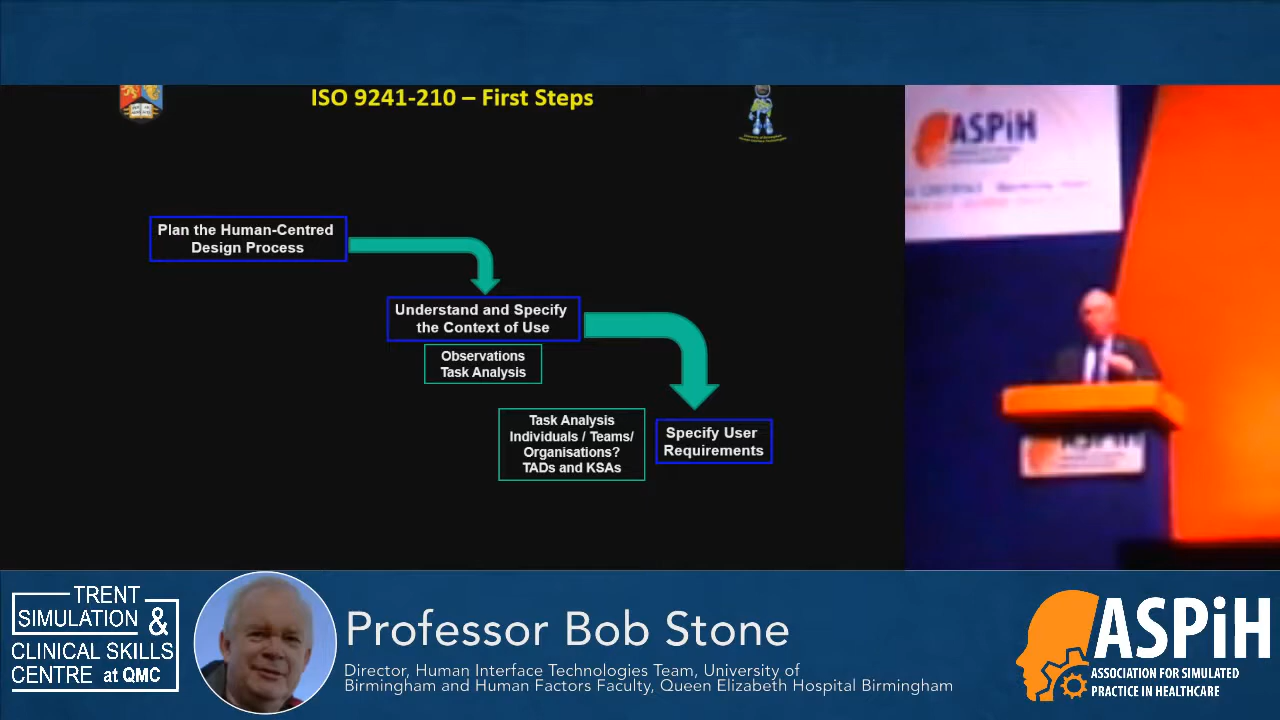 ISO 9241-210 – First Steps
Plan the Human-Centred
Design Process
Understand and Specify
the Context of Use
Observations
Task Analysis
Task Analysis
Individuals / Teams/
Organisations?
TADs and KSAs
Specify User
Requirements
ASPiH
ASPiH
TRENT
SIMULATION &
CLINICAL SKILLS
CENTRE at QMC
Professor Bob Stone
Director, Human Interface Technologies Team, University of
Birmingham and Human Factors Faculty, Queen Elizabeth Hospital Birmingham
ASPiH
ASSOCIATION FOR SIMULATED
PRACTICE IN HEALTHCARE